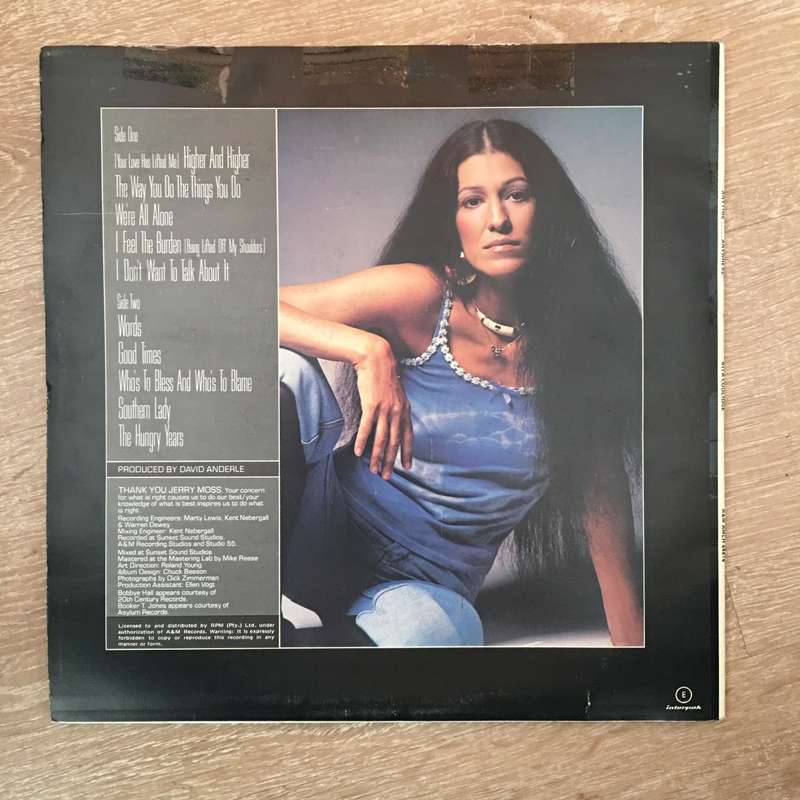 Side One
[Your Love Has Lifted Me] Higher And Higher
The Way You Do The Things You Do
We're All Alone
I Feel The Burden [Being Lifted Off My Shoulders]
I Don't Want To Talk About It
Side Two
Words
Good Times
Who's To Bless And Who's To Blame
Southern Lady
The Hungry Years
PRODUCED BY DAVID ANDERLE
THANK YOU JERRY MOSS. Your concern
for what is right causes us to do our best/your
knowledge of what is best inspires us to do what
is right.
Recording Engineers: Marty Lewis, Kent Nebergall
& Warren Dewey
Mixing Engineer: Kent Nebergall
Recorded at Sunset Sound Studios.
A&M Recording Studios and Studio 55.
Mixed at Sunset Sound Studios
Mastered at the Mastering Lab by Mike Reese
Art Direction: Roland Young
Album Design: Chuck Beeson
Photographs by Dick Zimmerman
Production Assistant: Ellen Vogt
Bobbye Hall appears courtesy of
20th Century Records.
Booker T. Jones appears courtesy of
Asylum Records.
Licensed to and distributed by RPM (Pty.) Ltd. under
authorization of A&M Records. Warning: It is expressly
forbidden to copy or reproduce this recording in any
manner or form.
RITA COOLIDGE
E
interpak